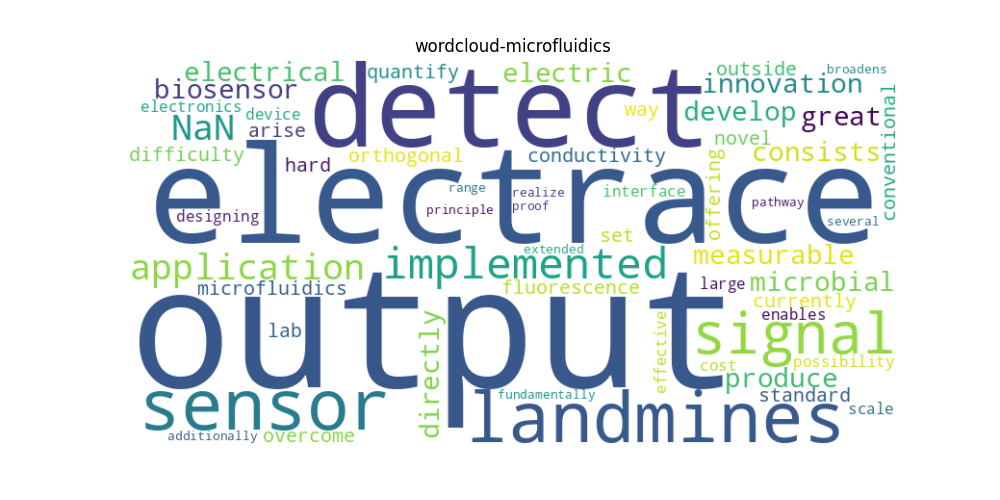 wordcloud-microfluidics
electrical
quantify
electric
outside
broadens
biosensor
detect
innovation
electronics
device
way
develop
great
conventional
NaN
arise
novel
difficulty
hard
orthogonal
conductivity
consists
electrace
range
realize
interface
offering
pathway
designing
principle
proof
several
set
extended
measurable
application
implemented
microfluidics
fluorescence
large
microbial
currently
output
enables
lab
directly
effective
signal
cost
possibility
produce
sensor
fundamentally
landmines
standard
scale
additionally
overcome